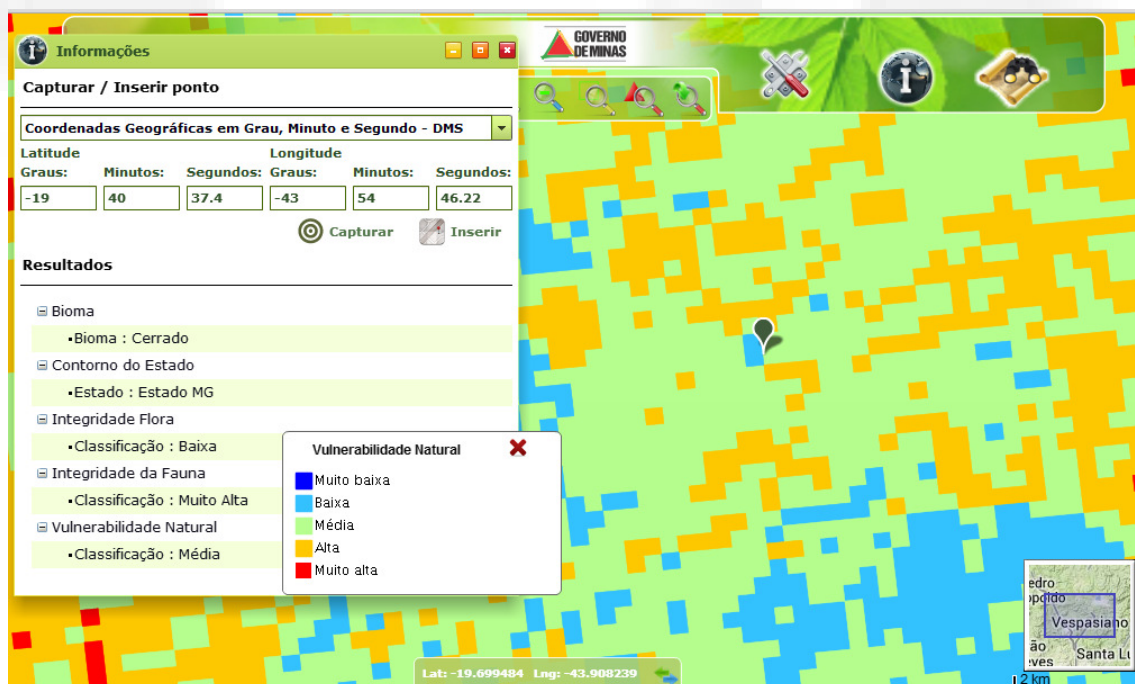 Informações
GOVERNO
DE MINAS
Capturar / Inserir ponto
Coordenadas Geográficas em Grau, Minuto e Segundo - DMS
Latitude Longitude
Graus: Minutos: Segundos: Graus: Minutos: Segundos:
-19 40 37.4 -43 54 46.22
Capturar Inserir
Resultados
Bioma
Bioma : Cerrado
Contorno do Estado
Estado : Estado MG
Integridade Flora
Classificação : Baixa
Integridade da Fauna
Classificação : Muito Alta
Vulnerabilidade Natural
Classificação : Média
Vulnerabilidade Natural
Muito baixa
Baixa
Média
Alta
Muito alta
edro
opoldo
Vespasiano
ão
eves Santa Lu
2 km
Lat: -19.699484 Lng: -43.908239